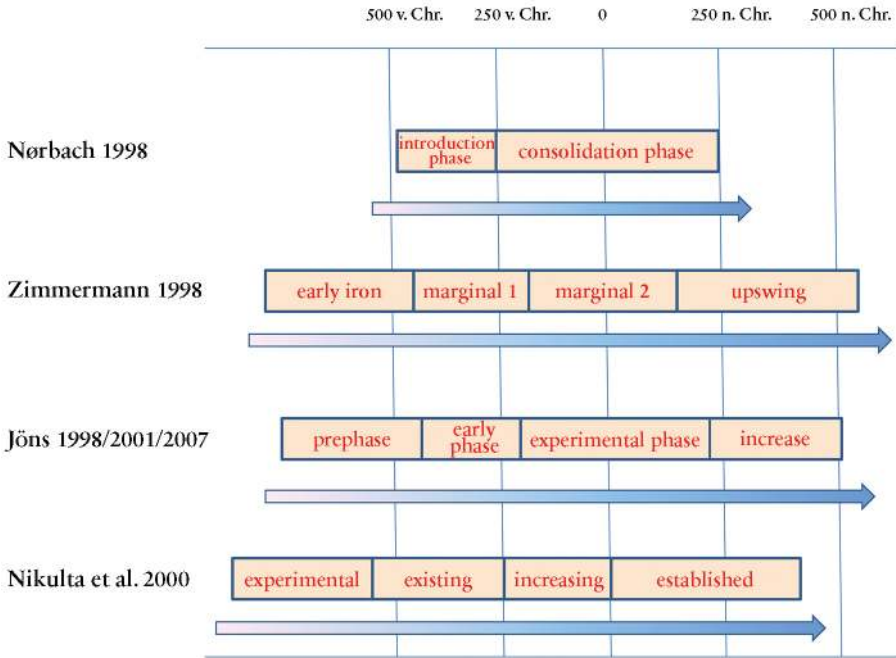 500 v. Chr. 250 v. Chr. 0 250 n. Chr. 500 n. Chr.
Nørbach 1998
introduction
phase
consolidation phase
Zimmermann 1998
early iron marginal 1 marginal 2 upswing
Jöns 1998/2001/2007
prephase
early
phase
experimental phase increase
Nikulta et al. 2000
experimental existing increasing established